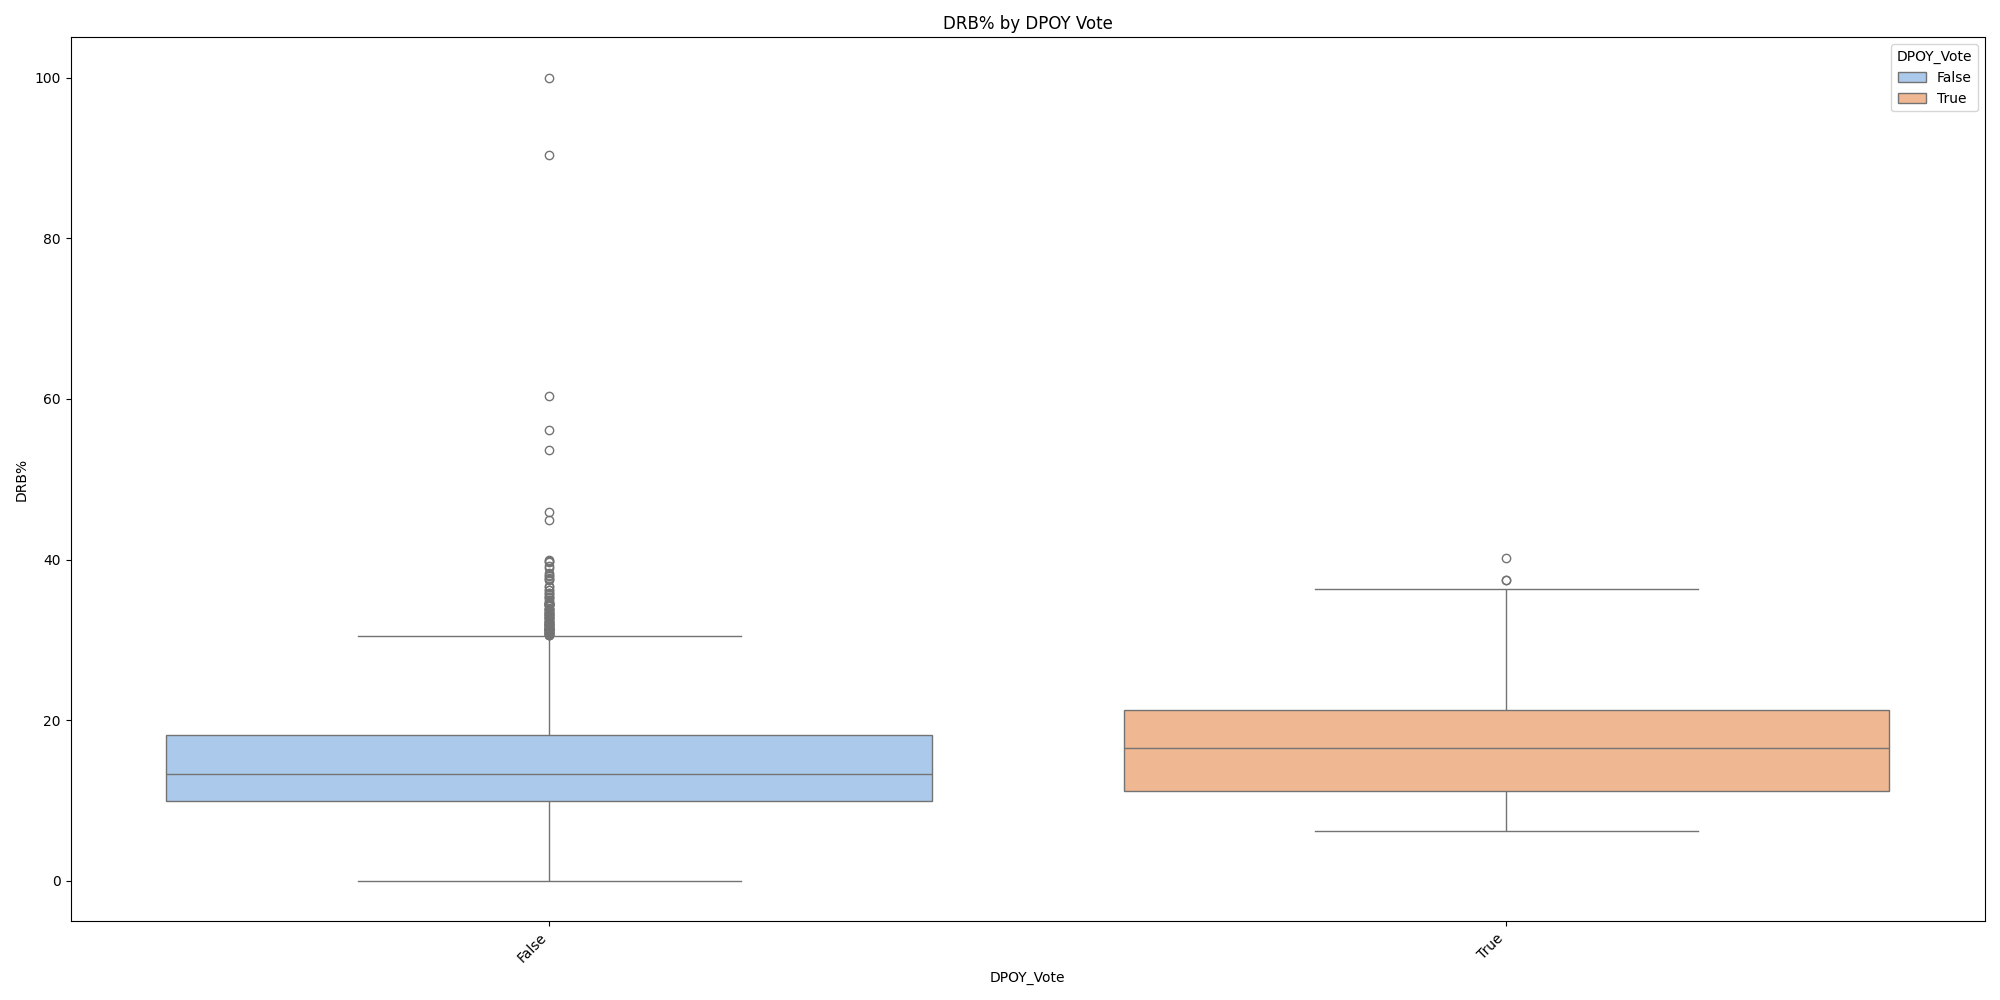 DRB% by DPOY Vote
DPOY_Vote
False
True
100
80
60
40
20
0
DRB%
False
True
DPOY_Vote